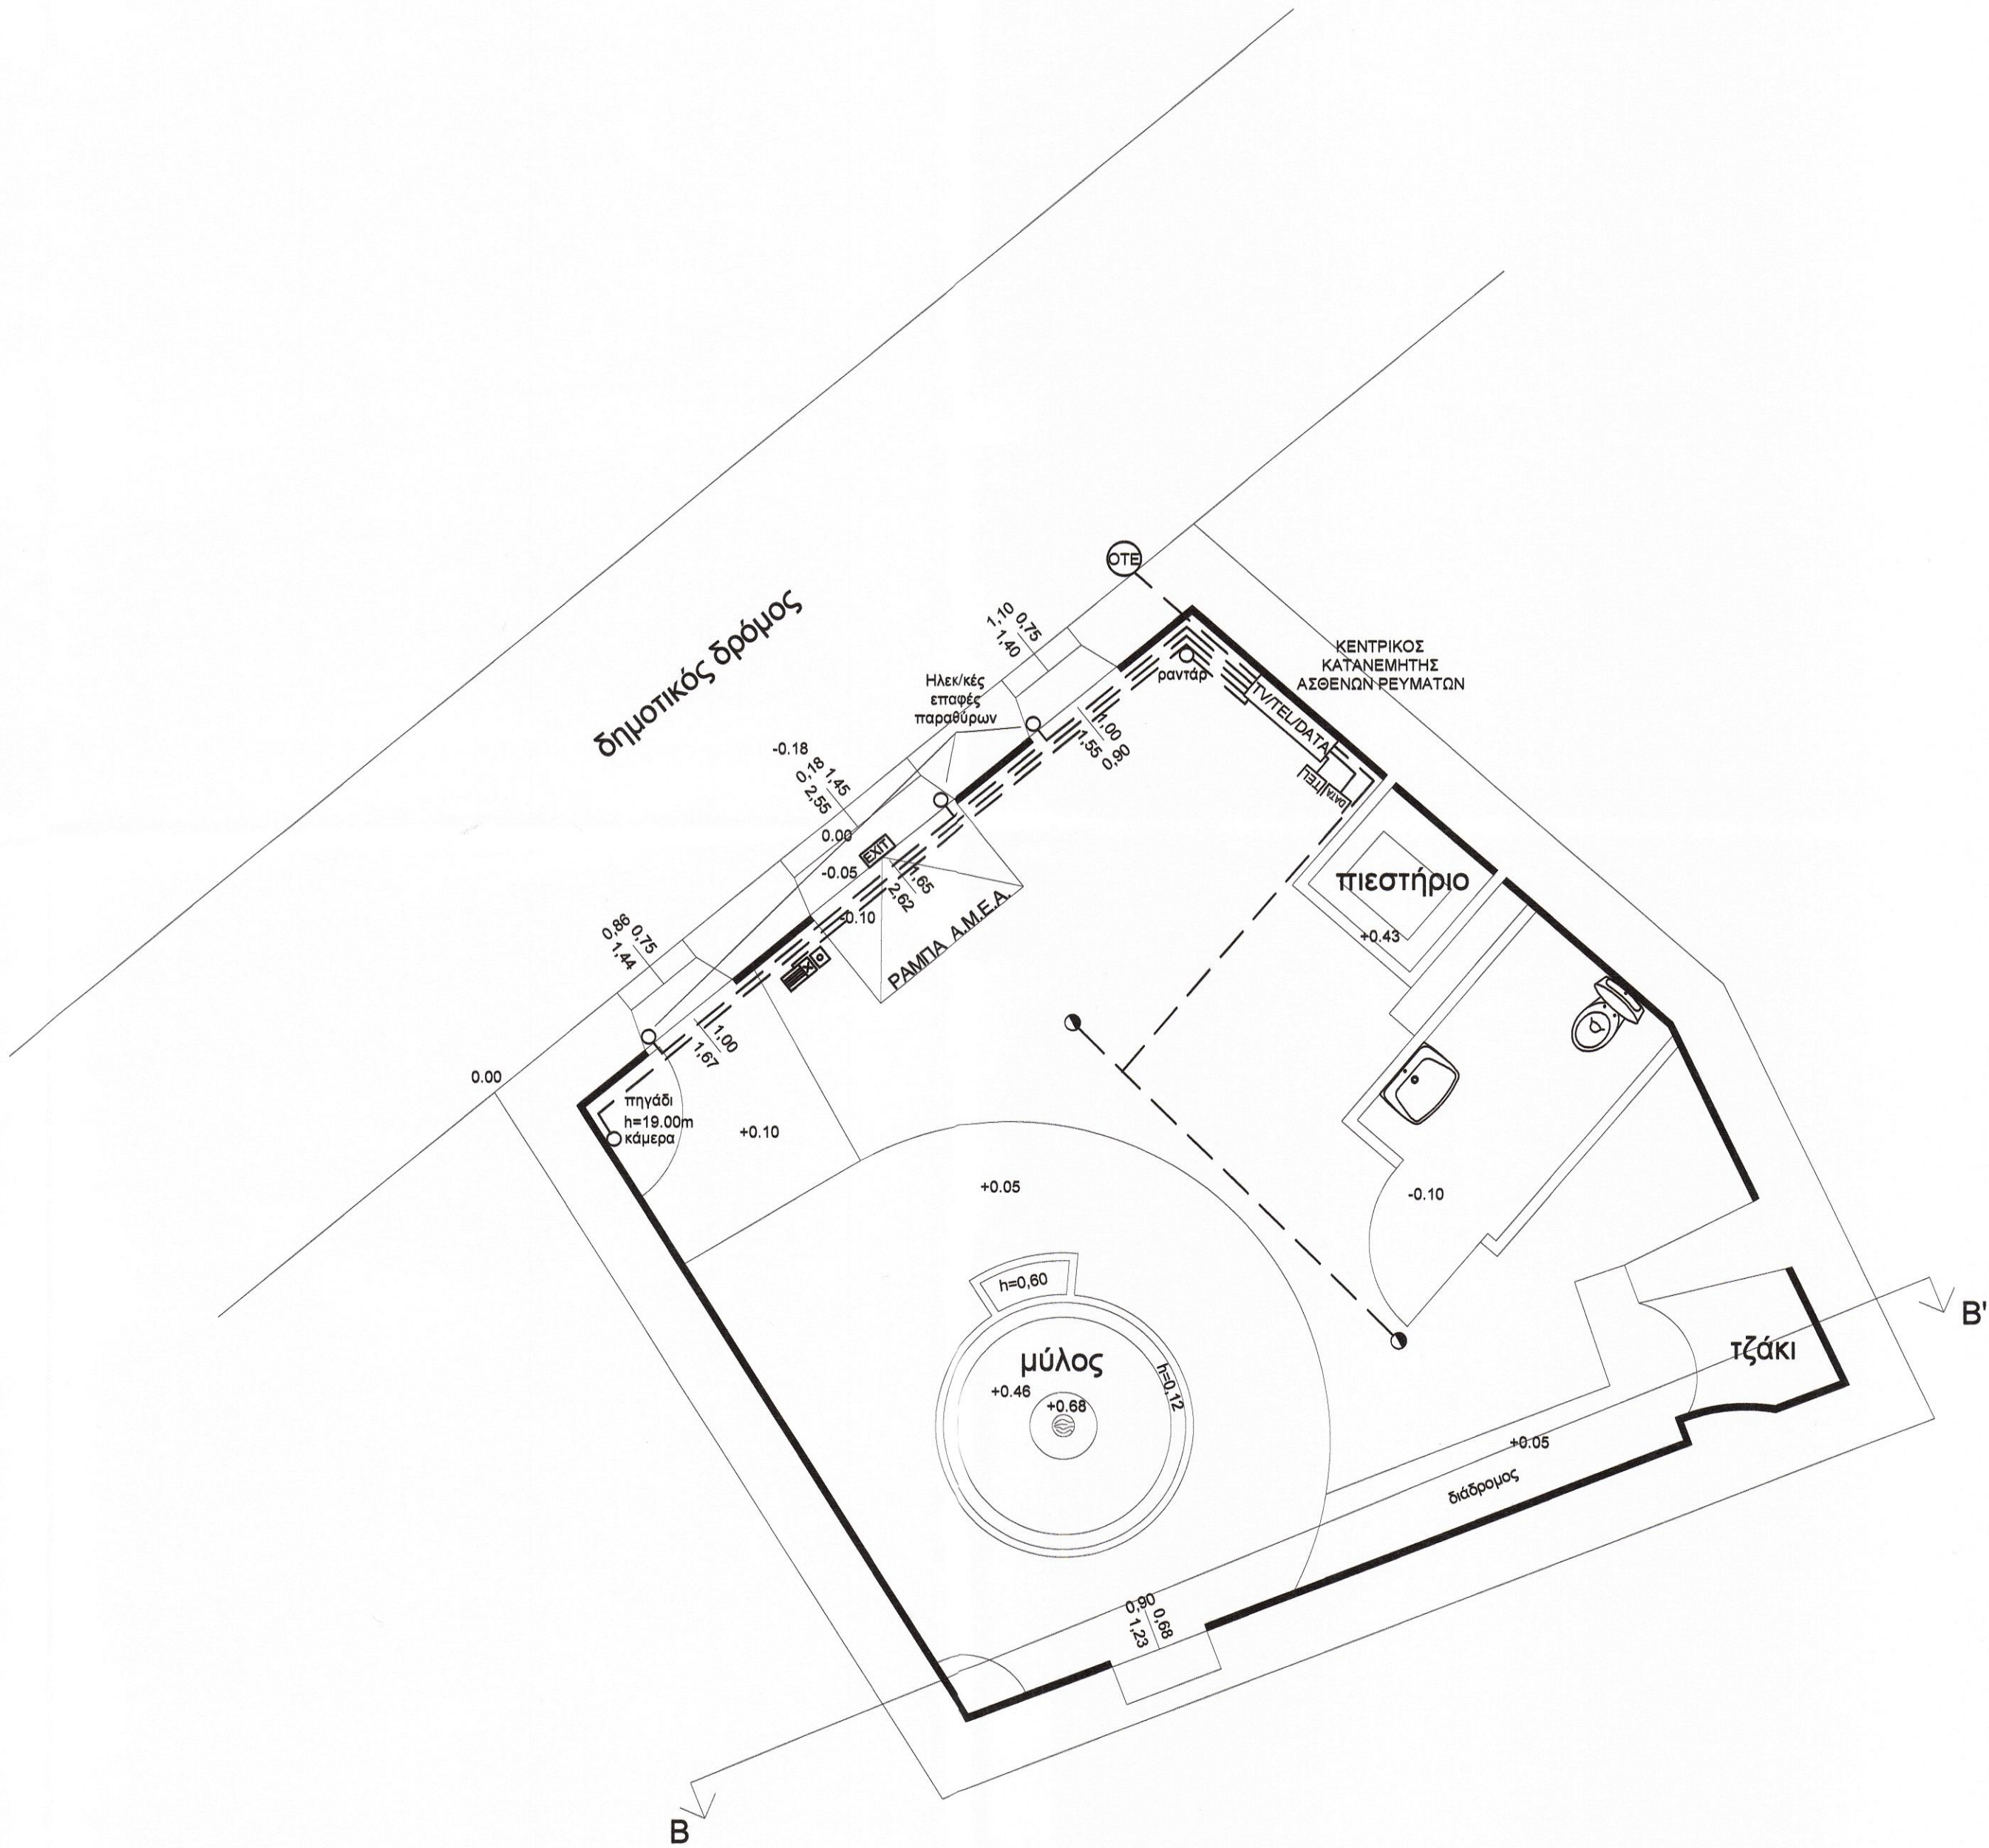 OTE
δημοτικός δρόμος
1,10 0,75
1,40
ΚΕΝΤΡΙΚΟΣ
ΚΑΤΑΝΕΜΗΤΗΣ
ΑΣΘΕΝΩΝ ΡΕΥΜΑΤΩΝ
ραντάρ
Ηλεκ/κές
επαφές
παραθύρων
TV/TEL/DATA
1,00
1,55 0,90
TEL
DATA
-0.18
0,18 1,45
2,55
0.00
EXIT
-0.05
1,65
2,62
-0.10
ΡΑΜΠΑ Α.Μ.Ε.Α.
πιεστήριο
+0.43
0,86 0,75
1,44
1,00
1,67
0.00
πηγάδι
h=19.00m
κάμερα
+0.10
+0.05
-0.10
h=0,60
μύλος
+0.46
+0.68
h=0,12
τζάκι
B'
+0.05
διάδρομος
0,90 0,68
1,23
B